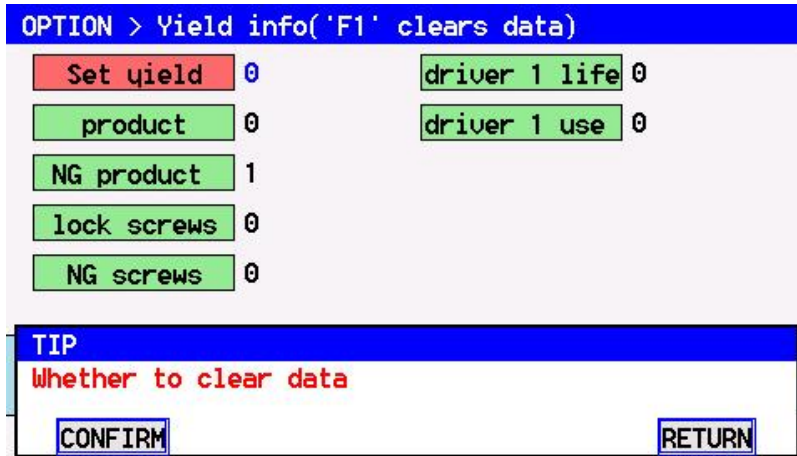 OPTION > Yield info('F1' clears data)
Set yield 0 driver 1 life 0
product 0 driver 1 use 0
NG product 1
lock screws 0
NG screws 0
TIP
Whether to clear data
CONFIRM RETURN